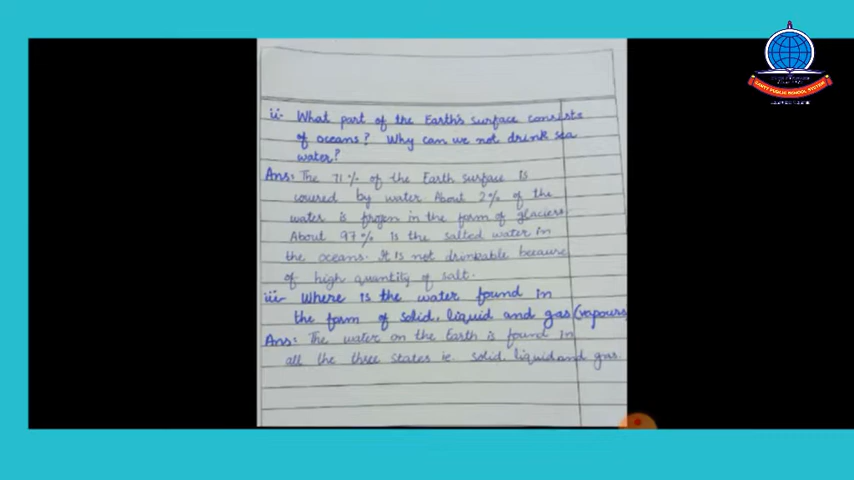 ii- What part of the Earth's surface consists
of oceans? Why can we not drink sea
water?
Ans: The 71% of the Earth surface is
covered by water About 2% of the
water is frozen in the form of glaciers
About 97% is the salted water in
the oceans. It is not drinkable because
of high quantity of salt.
iii- Where is the water found in
the form of solid, liquid and gas (vapours
Ans: The water on the Earth is found in
all the three states ie. solid, liquid and gas.